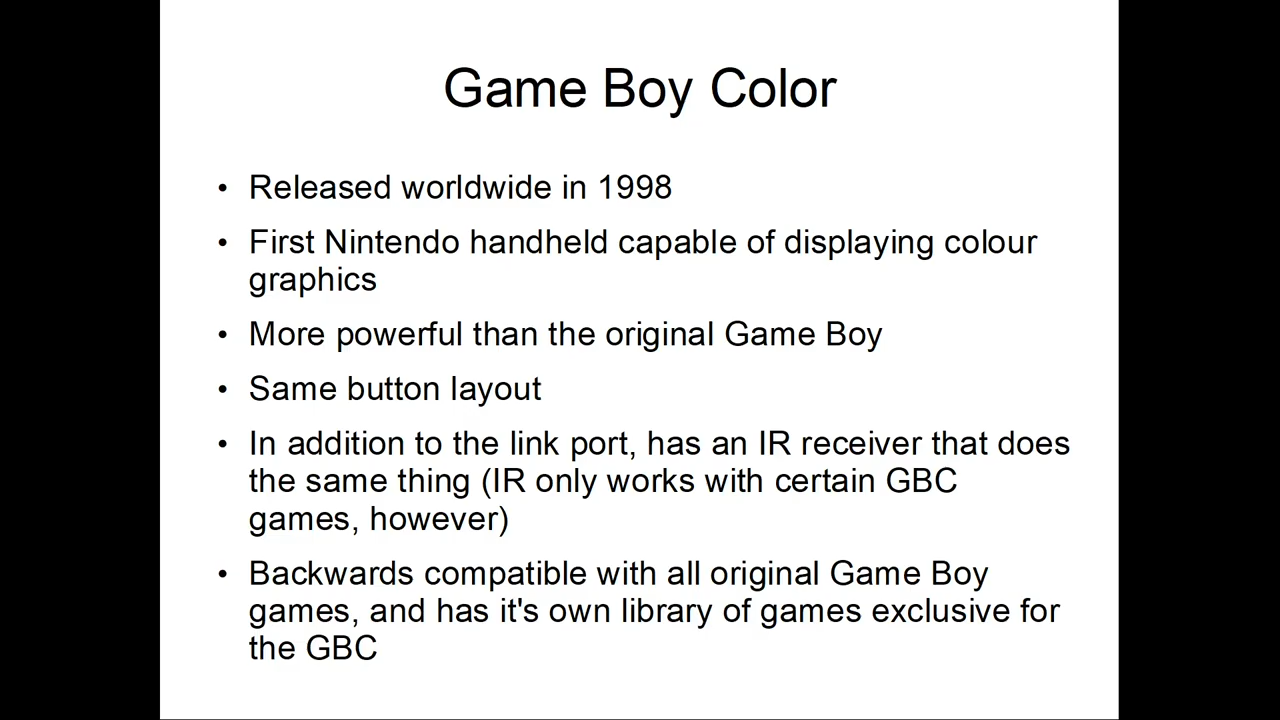 Game Boy Color
• Released worldwide in 1998
• First Nintendo handheld capable of displaying colour
graphics
• More powerful than the original Game Boy
• Same button layout
• In addition to the link port, has an IR receiver that does
the same thing (IR only works with certain GBC
games, however)
• Backwards compatible with all original Game Boy
games, and has it's own library of games exclusive for
the GBC